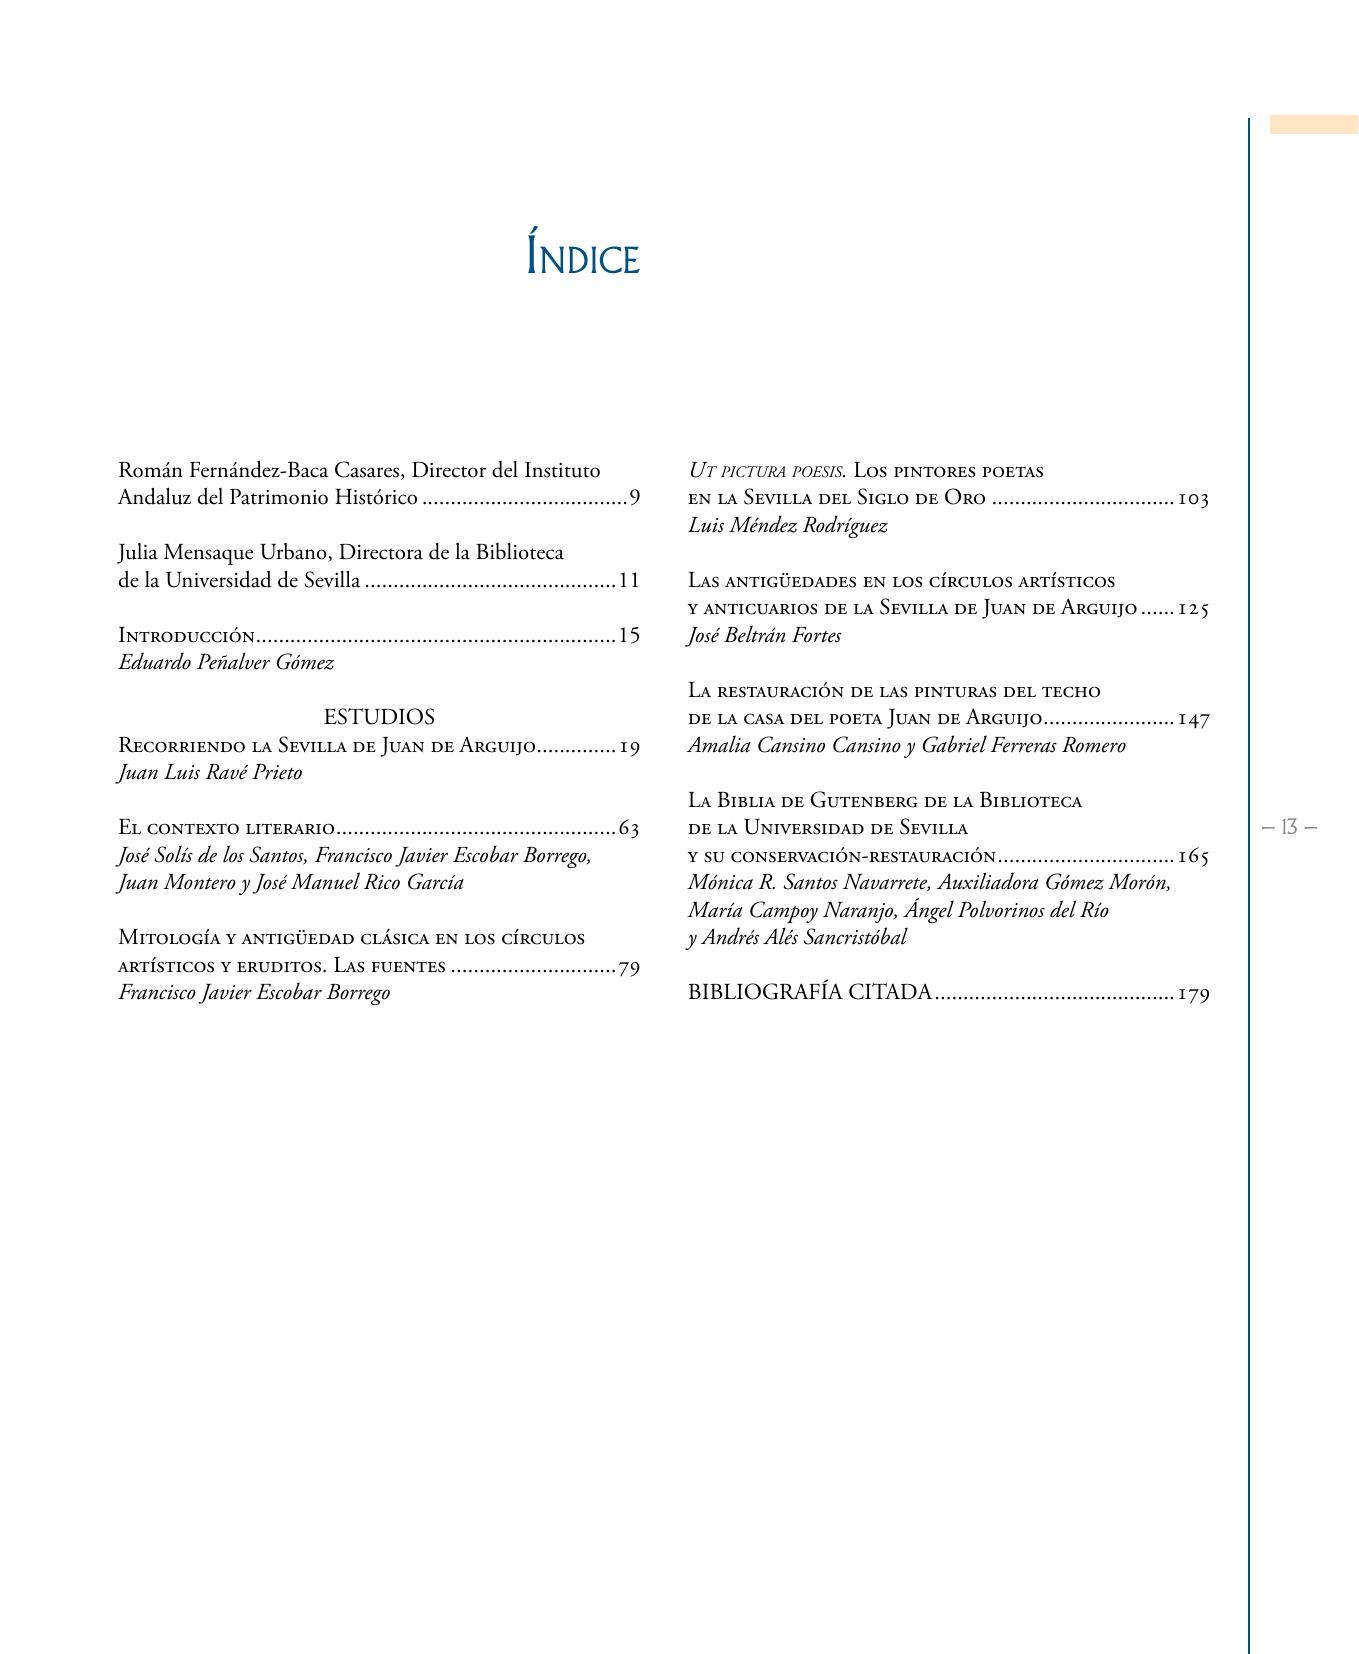 Índice
Román Fernández-Baca Casares, Director del Instituto
Andaluz del Patrimonio Histórico....................................9
Julia Mensaque Urbano, Directora de la Biblioteca
de la Universidad de Sevilla............................................11
Introducción...............................................................15
Eduardo Peñalver Gómez
ESTUDIOS
Recorriendo la Sevilla de Juan de Arguijo..............19
Juan Luis Ravé Prieto
El contexto literario.................................................63
José Solís de los Santos, Francisco Javier Escobar Borrego,
Juan Montero y José Manuel Rico García
Mitología y antigüedad clásica en los círculos
artísticos y eruditos. Las fuentes.............................79
Francisco Javier Escobar Borrego
Ut pictura poesis. Los pintores poetas
en la Sevilla del Siglo de Oro................................103
Luis Méndez Rodríguez
Las antigüedades en los círculos artísticos
y anticuarios de la Sevilla de Juan de Arguijo......125
José Beltrán Fortes
La restauración de las pinturas del techo
de la casa del poeta Juan de Arguijo.......................147
Amalia Cansino Cansino y Gabriel Ferreras Romero
La Biblia de Gutenberg de la Biblioteca
de la Universidad de Sevilla
y su conservación-restauración...............................165
Mónica R. Santos Navarrete, Auxiliadora Gómez Morón,
María Campoy Naranjo, Ángel Polvorinos del Río
y Andrés Alés Sancristóbal
BIBLIOGRAFÍA CITADA..........................................179
– 13 –